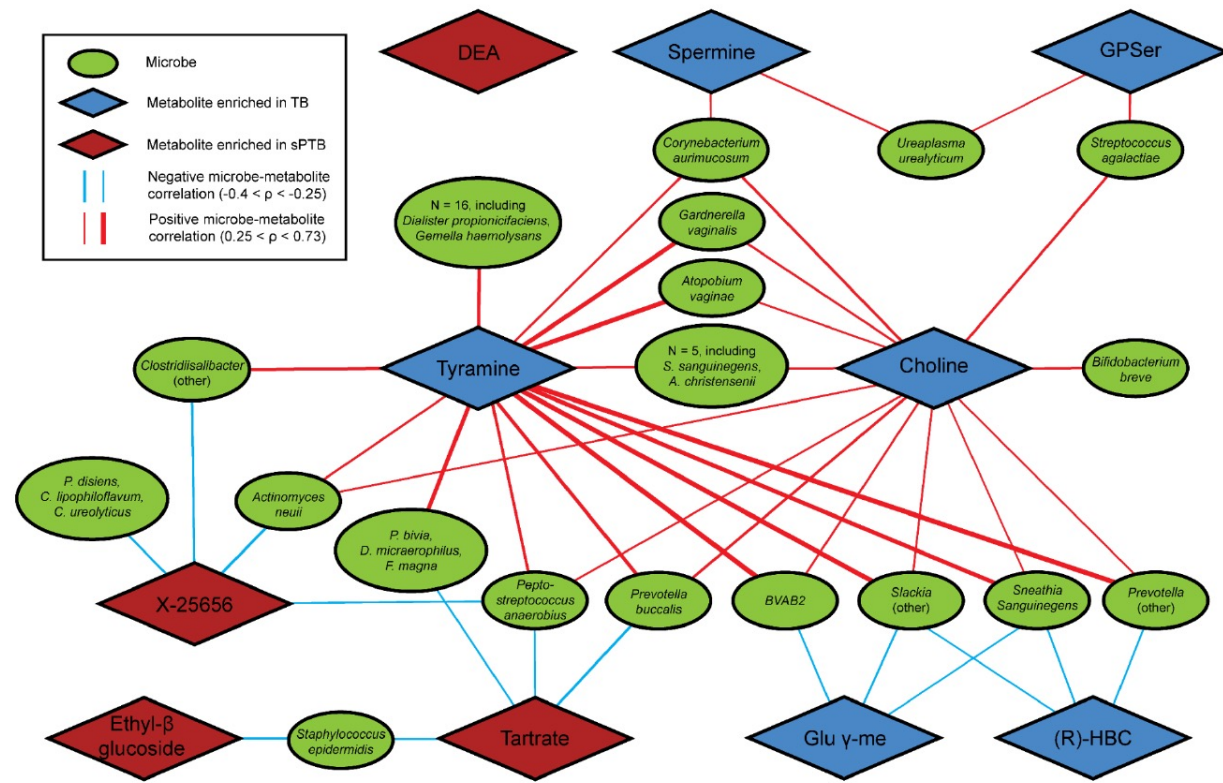 DEA
Spermine
GPSer
Microbe
Metabolite enriched in TB
Metabolite enriched in sPTB
Negative microbe-metabolite
correlation (-0.4 < ρ < -0.25)
Positive microbe-metabolite
correlation (0.25 < ρ < 0.73)
Corynebacterium
aurimucosum
Ureaplasma
urealyticum
Streptococcus
agalactiae
N = 16, including
Dialister propionicifaciens,
Gemella haemolysans
Gardnerella
vaginalis
Atopobium
vaginae
Clostridiisalibacter
(other)
Tyramine
N = 5, including
S. sanguinegens,
A. christensenii
Choline
Bifidobacterium
breve
P. disiens,
C. lipophiloflavum,
C. ureolyticus
Actinomyces
neuii
P. bivia,
D. micraerophilus,
F. magna
X-25656
Pepto-
streptococcus
anaerobius
Prevotella
buccalis
BVAB2
Slackia
(other)
Sneathia
Sanguinegens
Prevotella
(other)
Ethyl-β
glucoside
Staphylococcus
epidermidis
Tartrate
Glu γ-me
(R)-HBC